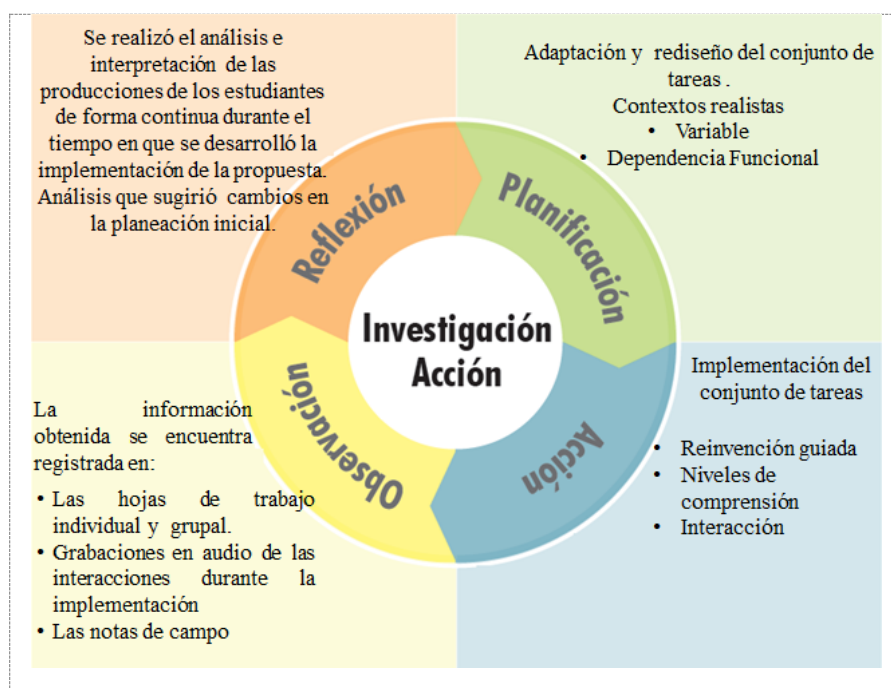 Se realizó el análisis e
interpretación de las
producciones de los estudiantes
de forma continua durante el
tiempo en que se desarrolló la
implementación de la propuesta.
Análisis que sugirió cambios en
la planeación inicial.
Adaptación y rediseño del conjunto de
tareas .
Contextos realistas
• Variable
• Dependencia Funcional
Reflexión
Planificación
Investigación
Acción
Observación
Acción
La información
obtenida se encuentra
registrada en:
• Las hojas de trabajo
individual y grupal.
• Grabaciones en audio de las
interacciones durante la
implementación
• Las notas de campo
Implementación del
conjunto de tareas
• Reinvención guiada
• Niveles de
comprensión
• Interacción